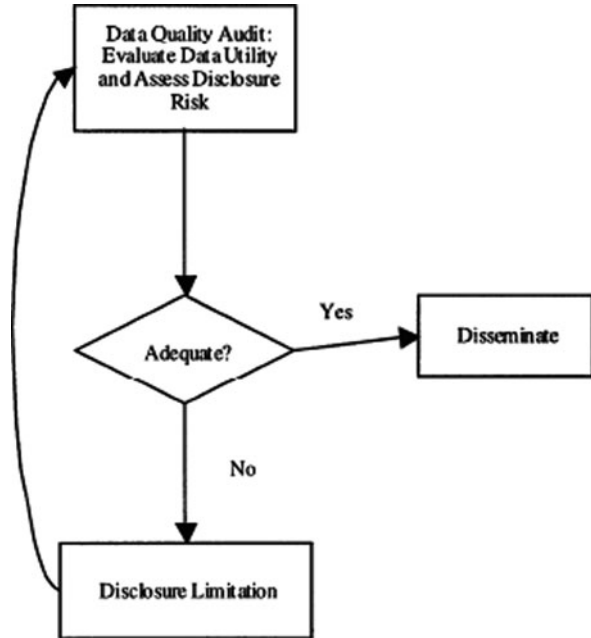 Data Quality Audit:
Evaluate Data Utility
and Assess Disclosure
Risk
Yes
Adequate?
Disseminate
No
Disclosure Limitation